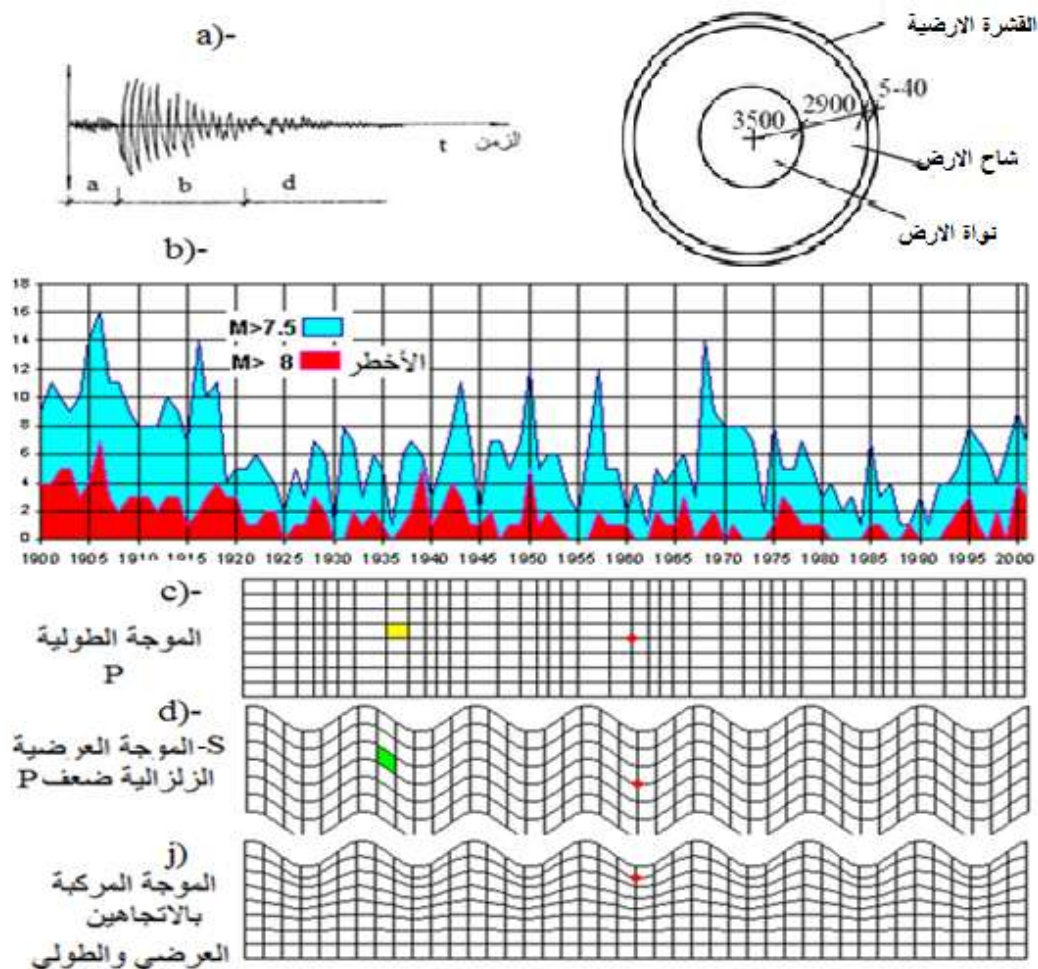 a)-
القشرة الارضية
5-40
2900
3500
شاح الارض
نواة الارض
t الزمن
a b d
b)-
18
16
14
12
10
8
6
4
2
0
M>7.5
M> 8 الأخطر
1900 1905 1910 1915 1920 1925 1930 1935 1940 1945 1950 1955 1960 1965 1970 1975 1980 1985 1990 1995 2000
c)-
الموجة الطولية
P
d)-
S-الموجة العرضية
الزلزالية ضعف P
j)
الموجة المركبة
بالاتجاهين
العرضي والطولي